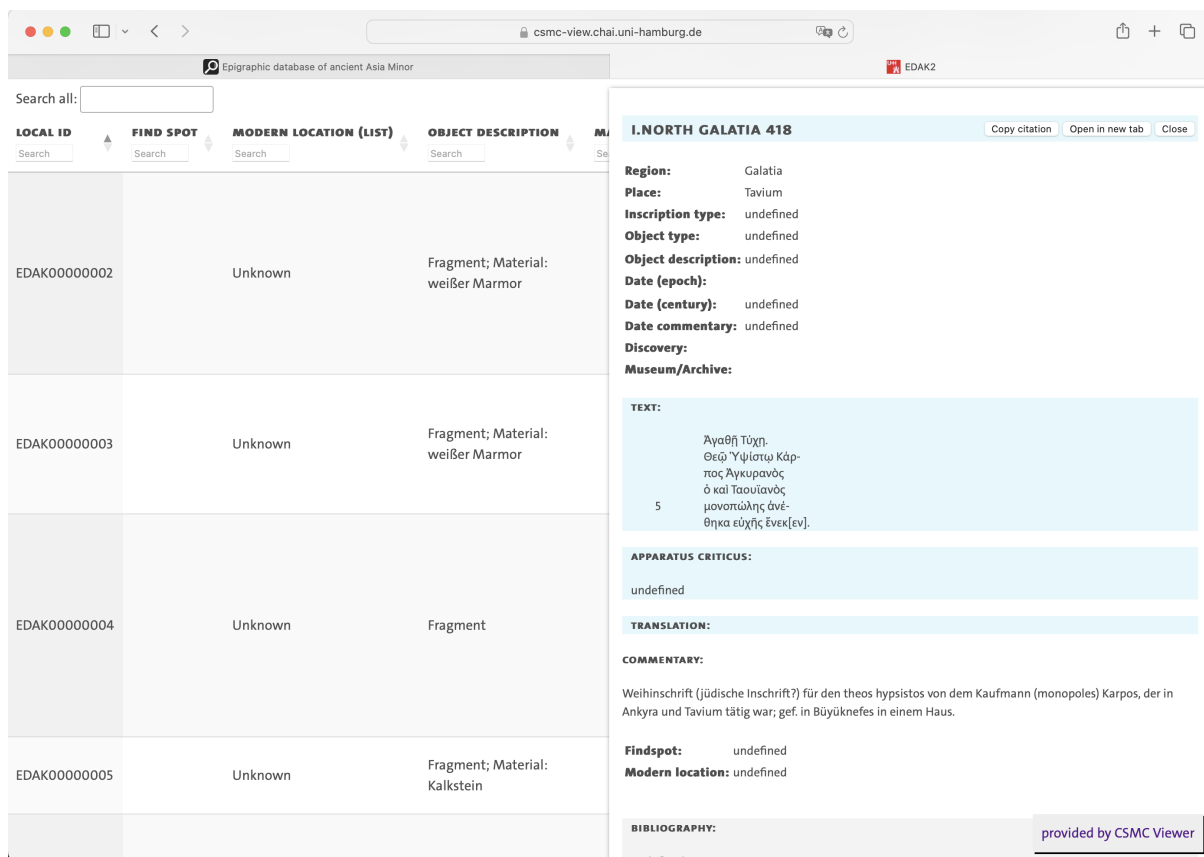 csmc-view.chai.uni-hamburg.de
Epigraphic database of ancient Asia Minor
EDAK2
Search all:
LOCAL ID FIND SPOT MODERN LOCATION (LIST) OBJECT DESCRIPTION
Search Search Search Search
EDAK00000002 Unknown Fragment; Material:
weißer Marmor
EDAK00000003 Unknown Fragment; Material:
weißer Marmor
EDAK00000004 Unknown Fragment
EDAK00000005 Unknown Fragment; Material:
Kalkstein
I.NORTH GALATIA 418 Copy citation Open in new tab Close
Region: Galatia
Place: Tavium
Inscription type: undefined
Object type: undefined
Object description: undefined
Date (epoch):
Date (century): undefined
Date commentary: undefined
Discovery:
Museum/Archive:
TEXT:
Ἀγαθῇ Τύχῃ.
Θεῷ Ὑψίστῳ Κάρ-
πος Ἀγκυρανὸς
ὁ καὶ Ταουϊανὸς
5 μονοπώλης ἀνέ-
θηκα εὐχῆς ἕνεκ[εν].
APPARATUS CRITICUS:
undefined
TRANSLATION:
COMMENTARY:
Weihinschrift (jüdische Inschrift?) für den theos hypsistos von dem Kaufmann (monopoles) Karpos, der in
Ankyra und Tavium tätig war; gef. in Büyüknefes in einem Haus.
Findspot: undefined
Modern location: undefined
BIBLIOGRAPHY:
provided by CSMC Viewer